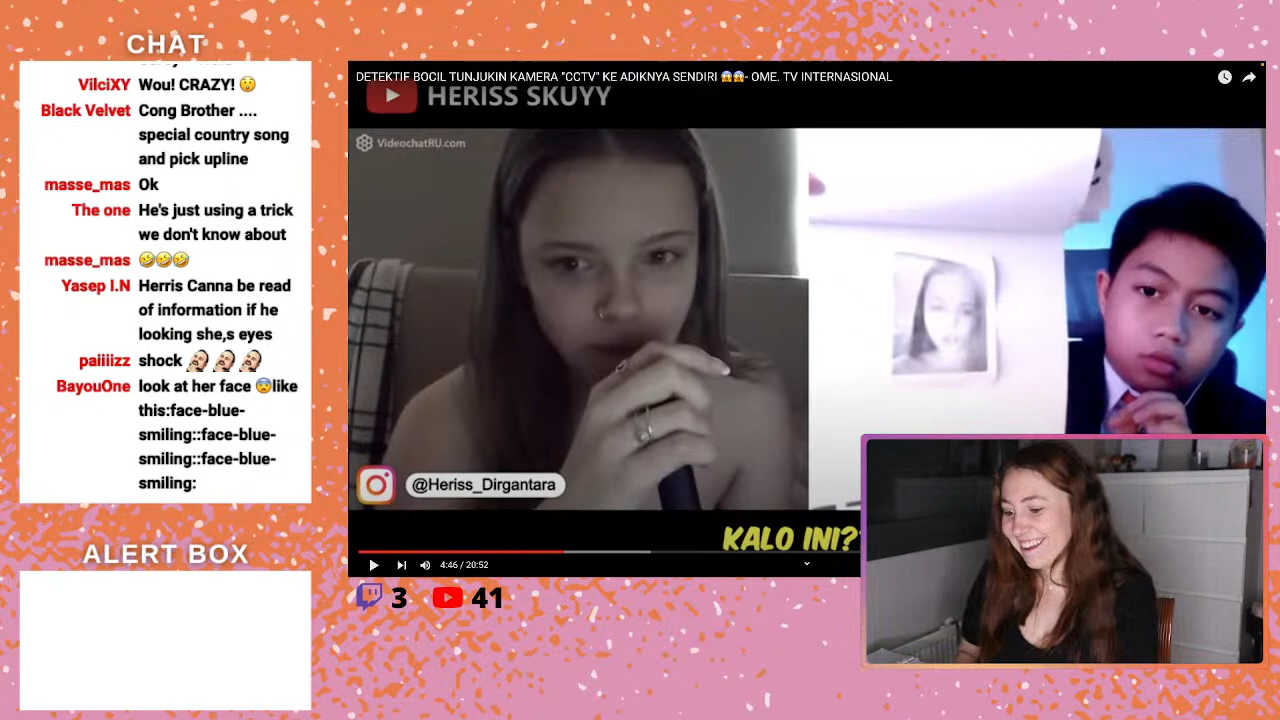 CHAT
VilciXY Wou! CRAZY! 😲
Black Velvet Cong Brother ....
special country song
and pick upline
masse_mas Ok
The one He's just using a trick
we don't know about
masse_mas 🤣🤣🤣
Yasep I.N Herris Canna be read
of information if he
looking she,s eyes
paiiiizz shock
BayouOne look at her face 😨like
this:face-blue-
smiling::face-blue-
smiling::face-blue-
smiling:
ALERT BOX
DETEKTIF BOCIL TUNJUKIN KAMERA "CCTV" KE ADIKNYA SENDIRI 😱😱- OME. TV INTERNASIONAL
HERISS SKUYY
VideochatRU.com
@Heriss_Dirgantara
KALO INI?
4:46 / 20:52
3 41